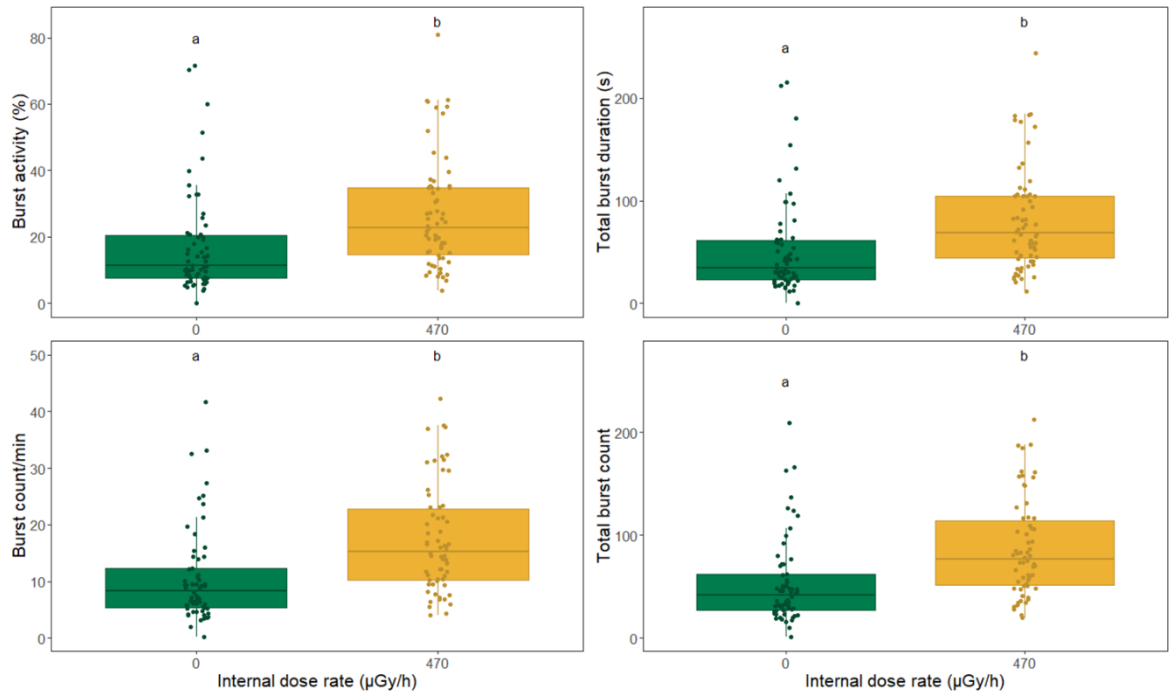 a
b
80
60
40
20
0
Burst activity (%)
0
470
a
b
200
100
0
Total burst duration (s)
0
470
a
b
50
40
30
20
10
0
Burst count/min
0
470
Internal dose rate (µGy/h)
a
b
200
100
0
Total burst count
0
470
Internal dose rate (µGy/h)